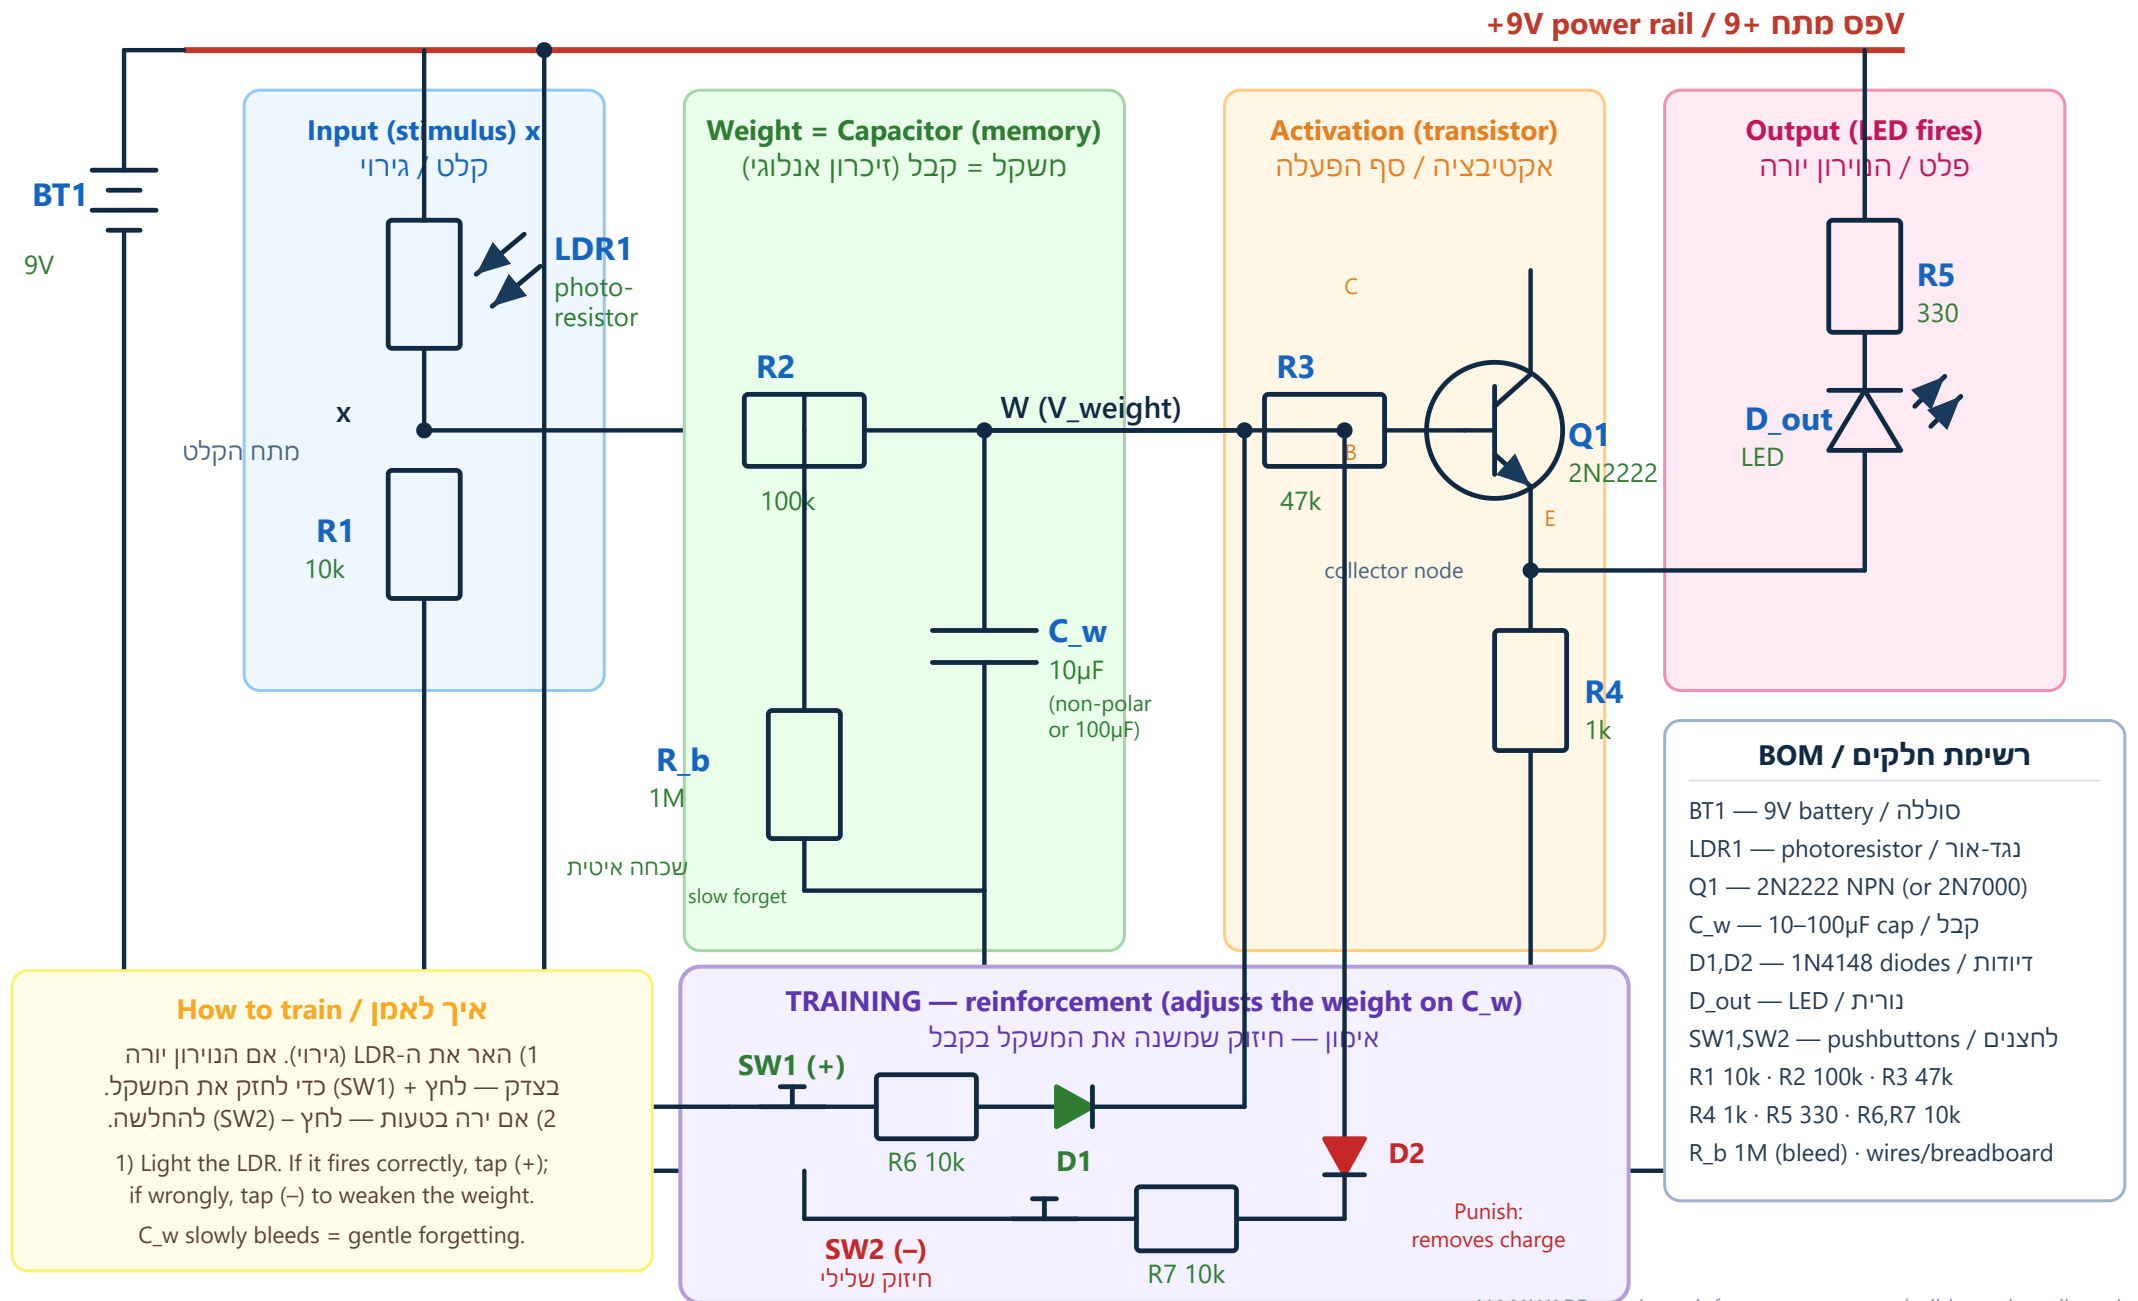 +9V power rail / 9+ פס מתחV
Input (stimulus) x
קלט / גירוי
Weight = Capacitor (memory)
משקל = קבל (זיכרון אנלוגי)
Activation (transistor)
אקטיבציה / סף הפעלה
Output (LED fires)
פלט / הנוירון יורה
BT1
9V
LDR1
photo-
resistor
x
מתח הקלט
R1
10k
R2
100k
W (V_weight)
C_w
10µF
(non-polar
or 100µF)
R_b
1M
שכחה איטית
slow forget
C
R3
B
47k
Q1
2N2222
E
collector node
R4
1k
R5
330
D_out
LED
BOM / רשימת חלקים
BT1 — 9V battery / סוללה
LDR1 — photoresistor / נגד-אור
Q1 — 2N2222 NPN (or 2N7000)
C_w — 10–100µF cap / קבל
D1,D2 — 1N4148 diodes / דיודות
D_out — LED / נורית
SW1,SW2 — pushbuttons / לחצנים
R1 10k · R2 100k · R3 47k
R4 1k · R5 330 · R6,R7 10k
R_b 1M (bleed) · wires/breadboard
How to train / איך לאמן
1) האר את ה-LDR (גירוי). אם הנוירון יורה
בצדק — לחץ + (SW1) כדי לחזק את המשקל.
2) אם ירה בטעות — לחץ – (SW2) להחלשה.
1) Light the LDR. If it fires correctly, tap (+);
if wrongly, tap (–) to weaken the weight.
C_w slowly bleeds = gentle forgetting.
TRAINING — reinforcement (adjusts the weight on C_w)
אימון — חיזוק שמשנה את המשקל בקבל
SW1 (+)
R6 10k
D1
D2
SW2 (–)
חיזוק שלילי
R7 10k
Punish:
removes charge